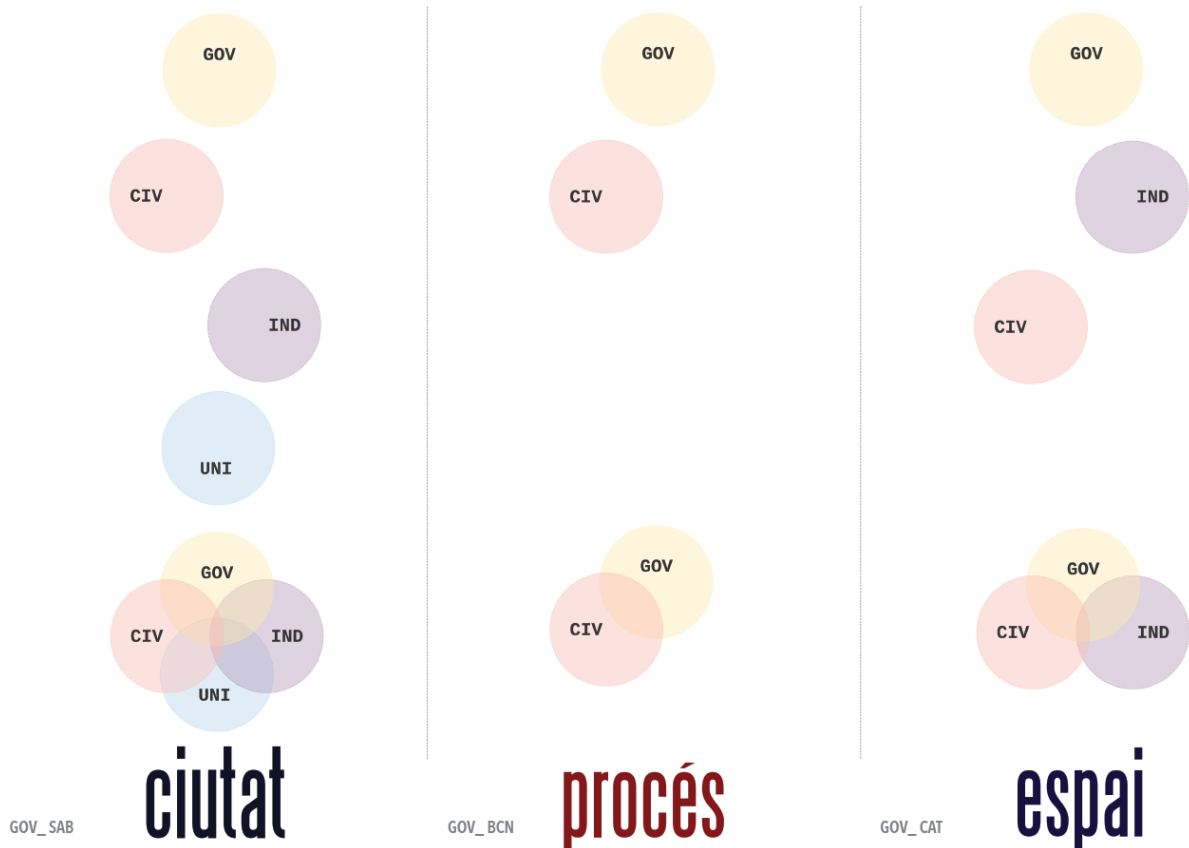 GOV
CIV
IND
UNI
GOV
CIV
IND
UNI
ciutat
GOV_SAB
GOV
CIV
GOV
CIV
procés
GOV_BCN
GOV
IND
CIV
GOV
CIV
IND
espai
GOV_CAT